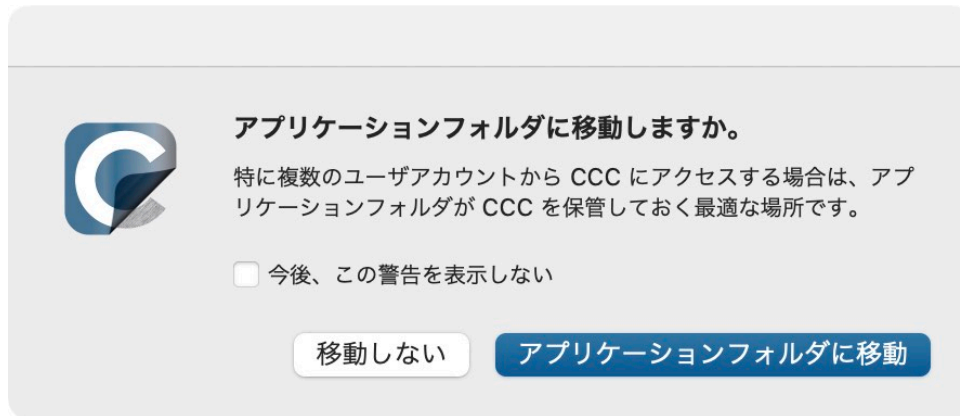 アプリケーションフォルダに移動しますか。
特に複数のユーザアカウントから CCC にアクセスする場合は、アプ
リケーションフォルダが CCC を保管しておく最適な場所です。
今後、この警告を表示しない
移動しない
アプリケーションフォルダに移動